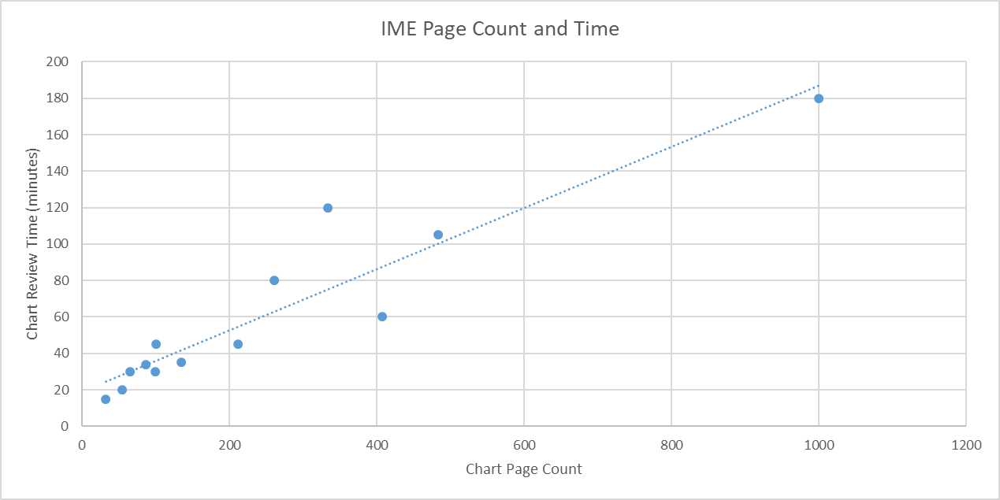 IME Page Count and Time
200
180
160
140
120
100
80
60
40
20
0
Chart Review Time (minutes)
0 200 400 600 800 1000 1200
Chart Page Count